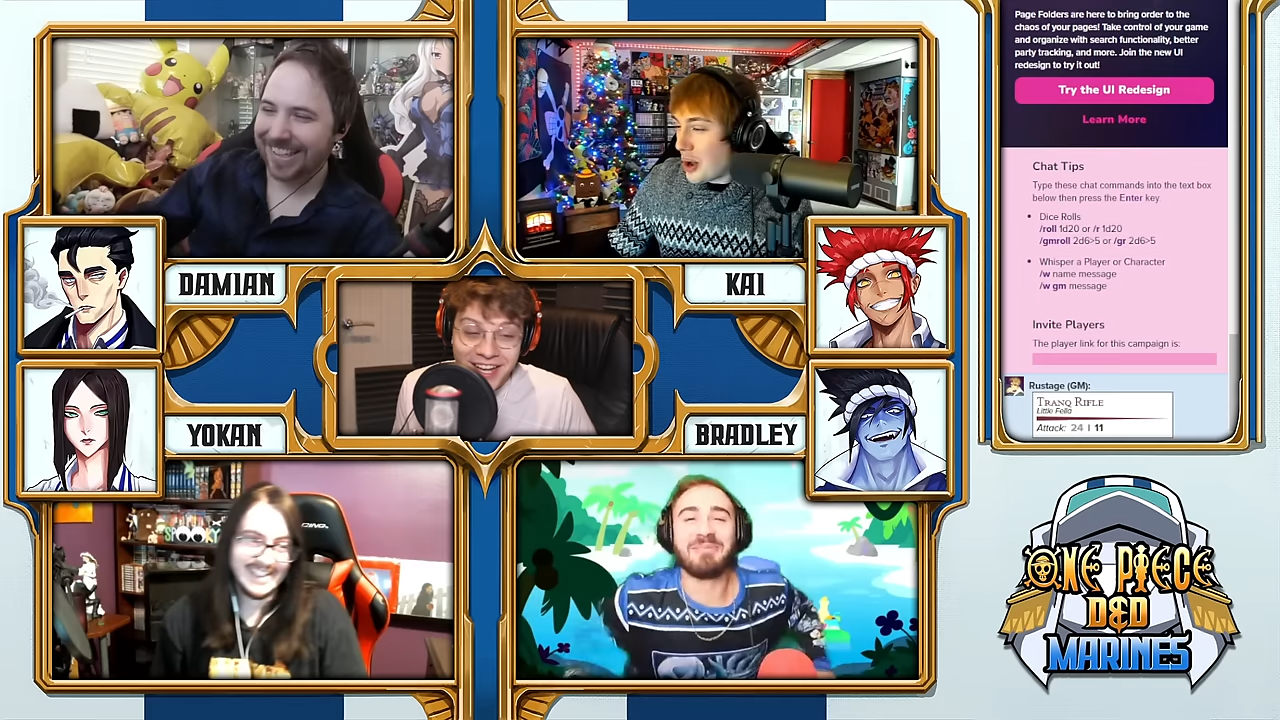 DAMIAN
KAI
YOKAN
BRADLEY
SPOOKY
Page Folders are here to bring order to the
chaos of your pages! Take control of your game
and organize with search functionality, better
party tracking, and more. Join the new UI
redesign to try it out!
Try the UI Redesign
Learn More
Chat Tips
Type these chat commands into the text box
below then press the Enter key
• Dice Rolls
/roll 1d20 or /r 1d20
/gmroll 2d6>5 or /gr 2d6>5
• Whisper a Player or Character
/w name message
/w gm message
Invite Players
The player link for this campaign is:
Rustage (GM):
TRANQ RIFLE
Little Fella
Attack: 24 | 11
ONE PIECE
D&D
MARINES